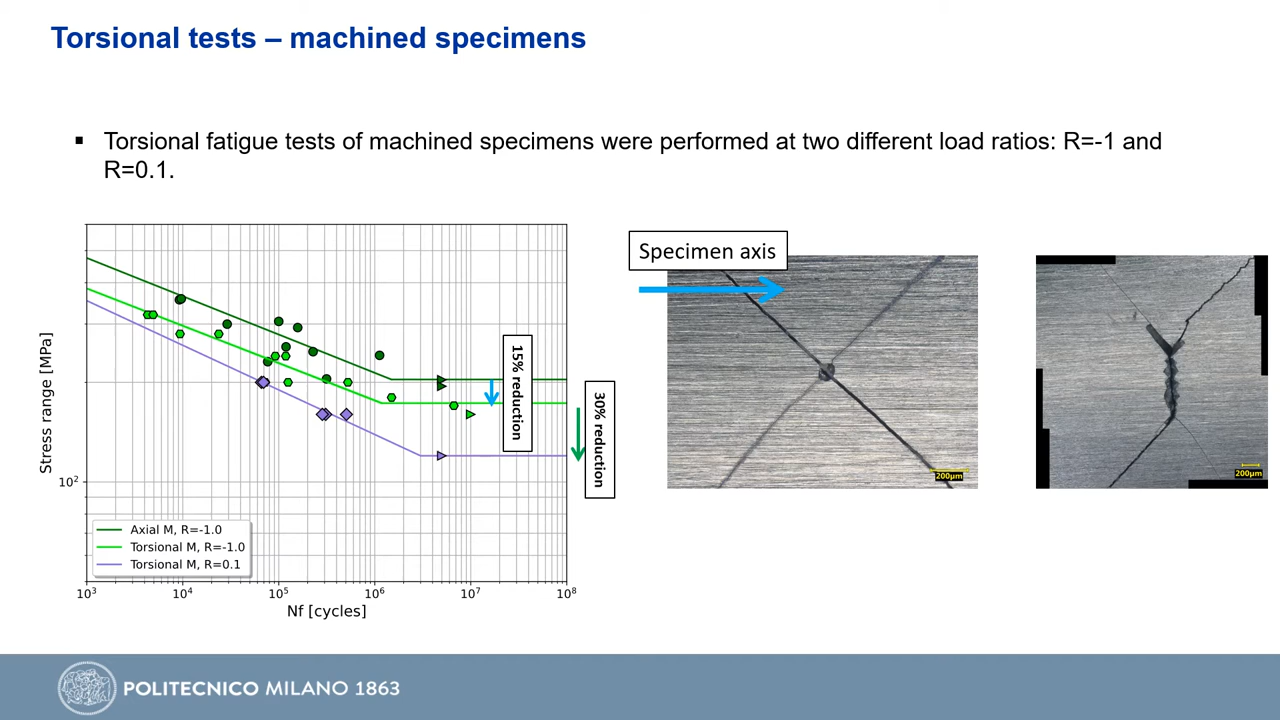 Torsional tests – machined specimens
▪ Torsional fatigue tests of machined specimens were performed at two different load ratios: R=-1 and
R=0.1.
Stress range [MPa]
10²
Axial M, R=-1.0
Torsional M, R=-1.0
Torsional M, R=0.1
10³ 10⁴ 10⁵ 10⁶ 10⁷ 10⁸
Nf [cycles]
15% reduction
30% reduction
Specimen axis
200µm
200µm
POLITECNICO MILANO 1863